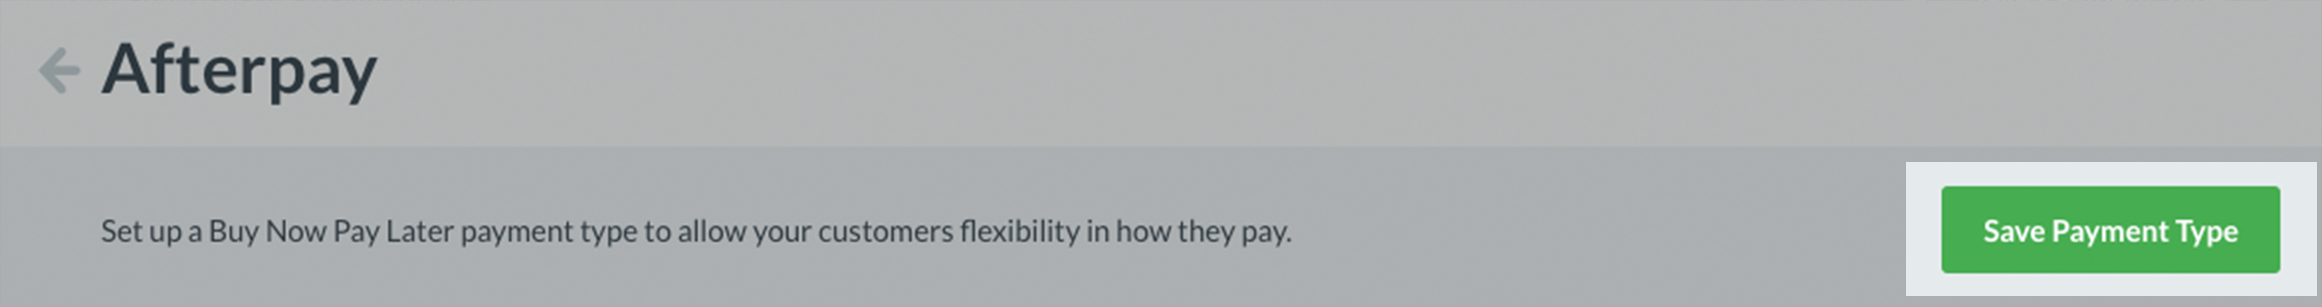 Afterpay
Set up a Buy Now Pay Later payment type to allow your customers flexibility in how they pay.
Save Payment Type